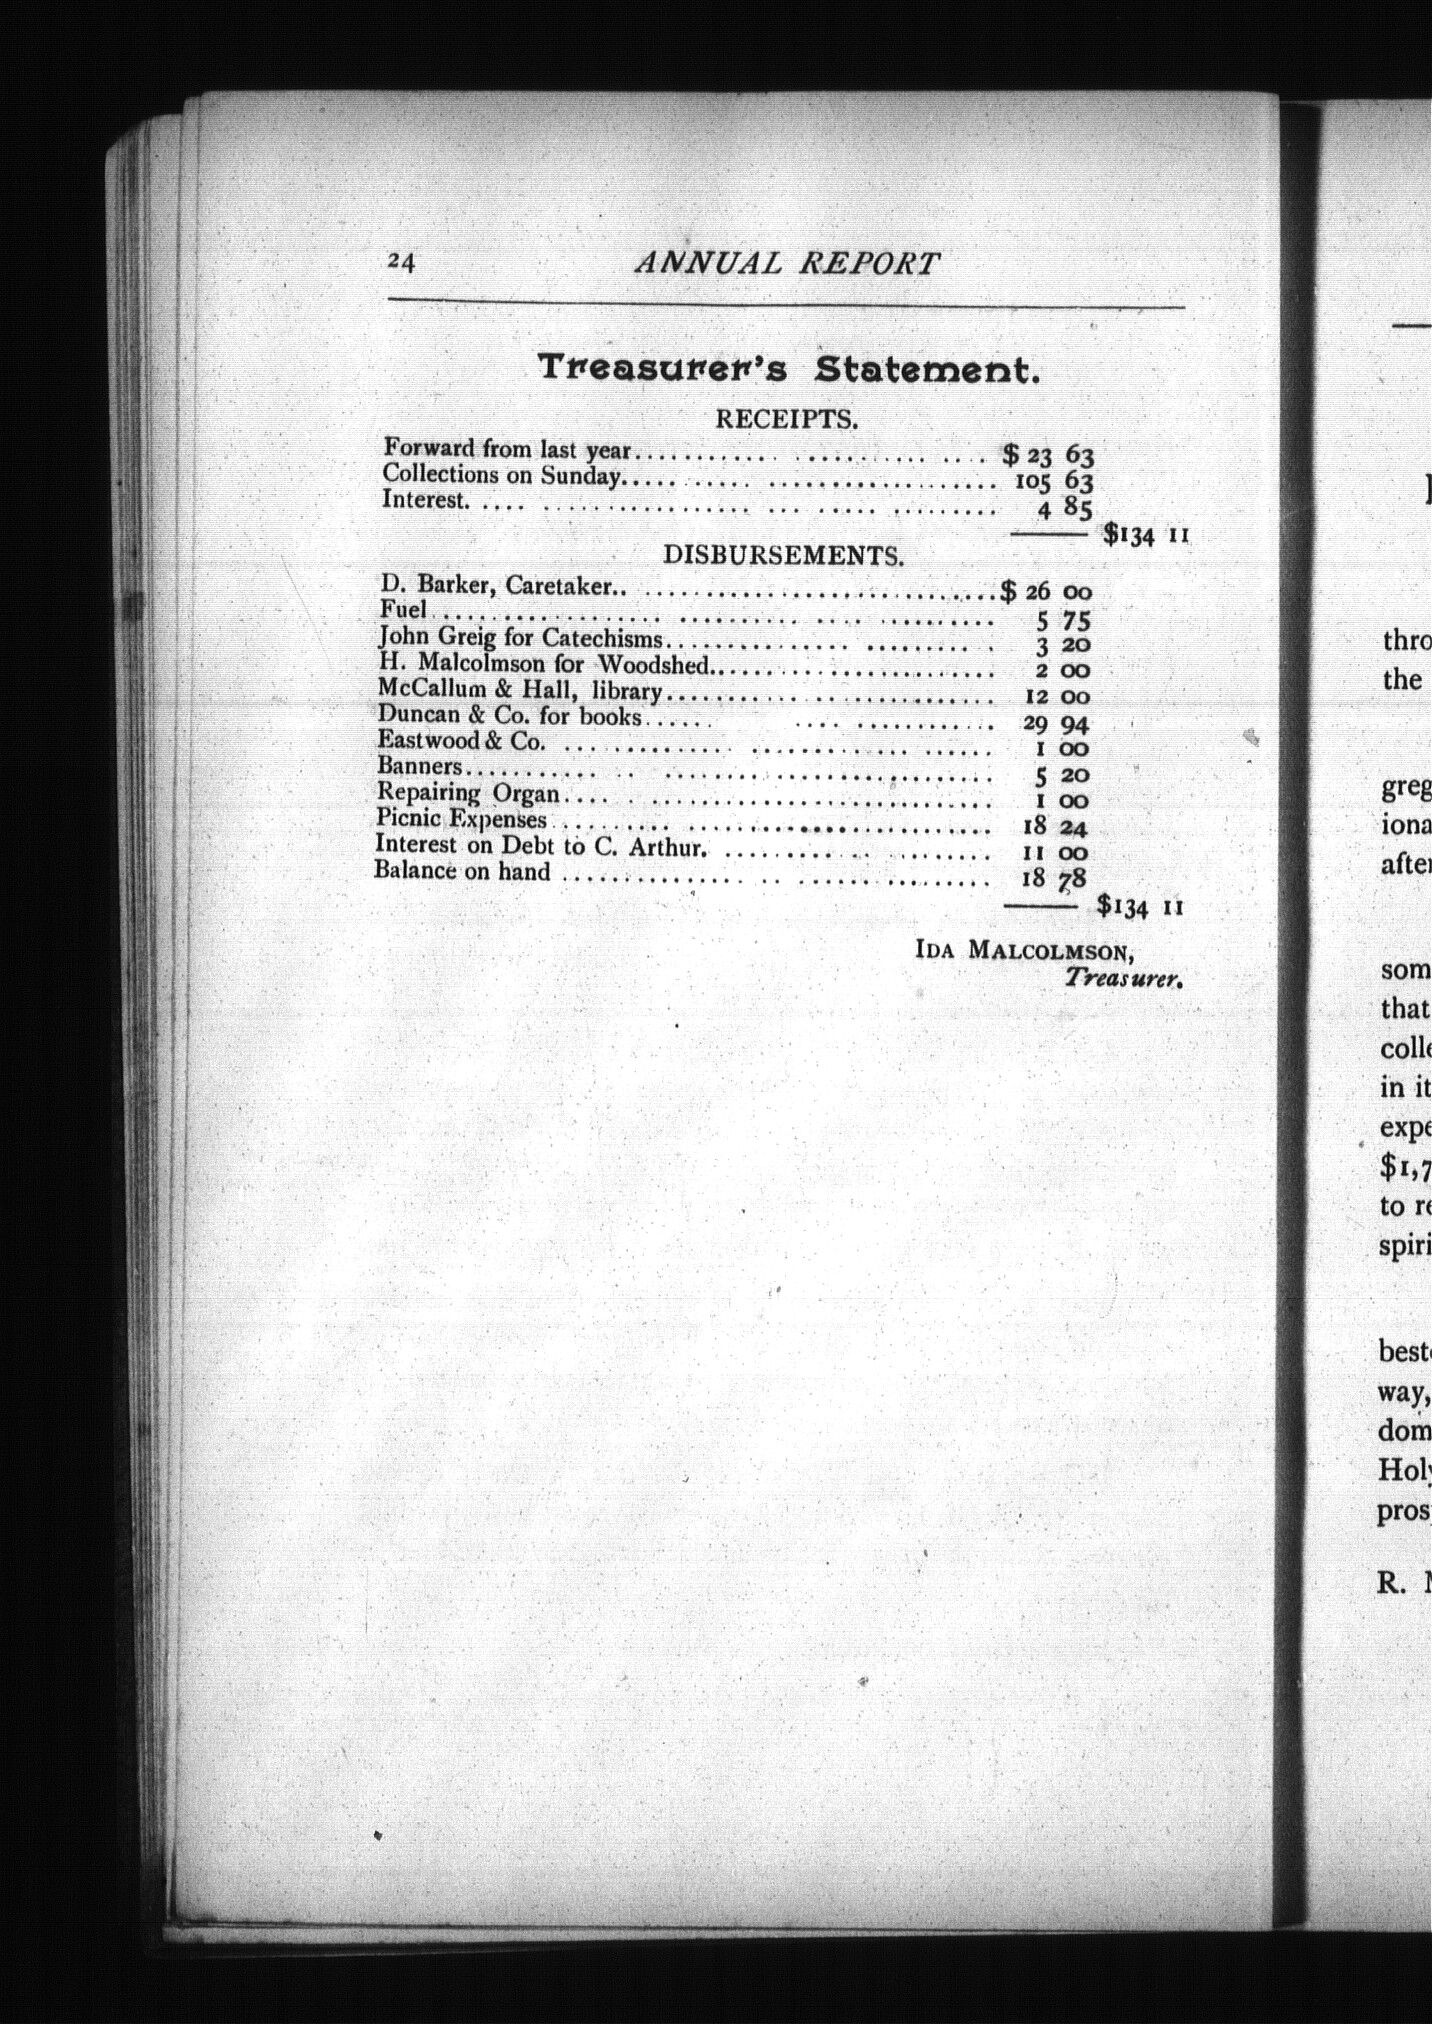 24 ANNUAL REPORT
Treasurer's Statement.
RECEIPTS.
Forward from last year.................................$ 23 63
Collections on Sunday.................................. 105 63
Interest............................................... 4 85
$134 11
DISBURSEMENTS.
D. Barker, Caretaker.................................$ 26 00
Fuel................................................... 5 75
John Greig for Catechisms.............................. 3 20
H. Malcolmson for Woodshed............................. 2 00
McCallum & Hall, library............................... 12 00
Duncan & Co. for books................................. 29 94
Eastwood & Co. ........................................ 1 00
Banners................................................ 5 20
Repairing Organ........................................ 1 00
Picnic Expenses........................................ 18 24
Interest on Debt to C. Arthur. ........................ 11 00
Balance on hand ....................................... 18 78
$134 11
IDA MALCOLMSON,
Treasurer.
thro
the
greg
iona
after
som
that
colle
in it
expe
$1,7
to re
spiri
best
way,
dom
Holy
pros
R.